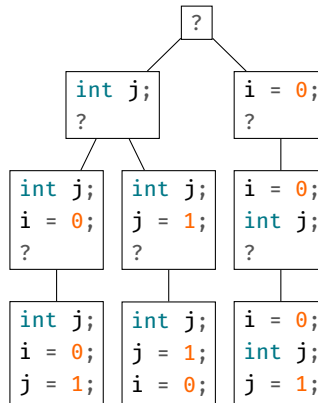 ?
int j;
?
i = 0;
?
int j;
i = 0;
?
int j;
j = 1;
?
i = 0;
int j;
?
int j;
i = 0;
j = 1;
int j;
j = 1;
i = 0;
i = 0;
int j;
j = 1;